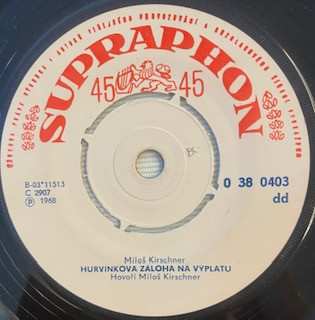 SUPRAPHON
45 45
0 38 0403
dd
B-03*11513
C 2907
Ⓟ 1968
Miloš Kirschner
HURVÍNKOVA ZÁLOHA NA VÝPLATU
Hovoří Miloš Kirschner